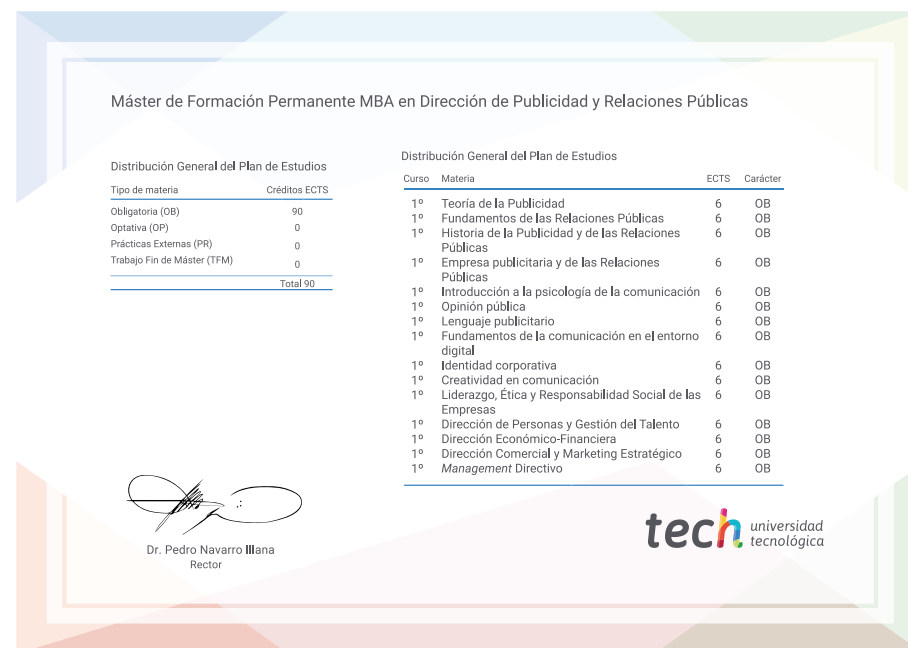 Máster de Formación Permanente MBA en Dirección de Publicidad y Relaciones Públicas
Distribución General del Plan de Estudios
Tipo de materia Créditos ECTS
Obligatoria (OB) 90
Optativa (OP) 0
Prácticas Externas (PR) 0
Trabajo Fin de Máster (TFM) 0
Total 90
Distribución General del Plan de Estudios
Curso Materia ECTS Carácter
1º Teoría de la Publicidad 6 OB
1º Fundamentos de las Relaciones Públicas 6 OB
1º Historia de la Publicidad y de las Relaciones 6 OB
Públicas
1º Empresa publicitaria y de las Relaciones 6 OB
Públicas
1º Introducción a la psicología de la comunicación 6 OB
1º Opinión pública 6 OB
1º Lenguaje publicitario 6 OB
1º Fundamentos de la comunicación en el entorno 6 OB
digital
1º Identidad corporativa 6 OB
1º Creatividad en comunicación 6 OB
1º Liderazgo, Ética y Responsabilidad Social de las 6 OB
Empresas
1º Dirección de Personas y Gestión del Talento 6 OB
1º Dirección Económico-Financiera 6 OB
1º Dirección Comercial y Marketing Estratégico 6 OB
1º Management Directivo 6 OB
Dr. Pedro Navarro Illana
Rector
tech universidad
tecnológica